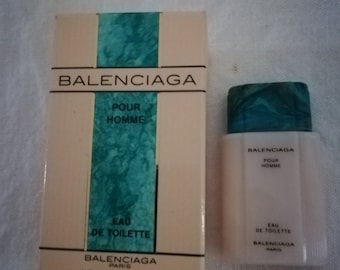 BALENCIAGA
POUR
HOMME
EAU
DE TOILETTE
BALENCIAGA
PARIS
BALENCIAGA
POUR
HOMME
EAU
DE TOILETTE
BALENCIAGA
PARIS